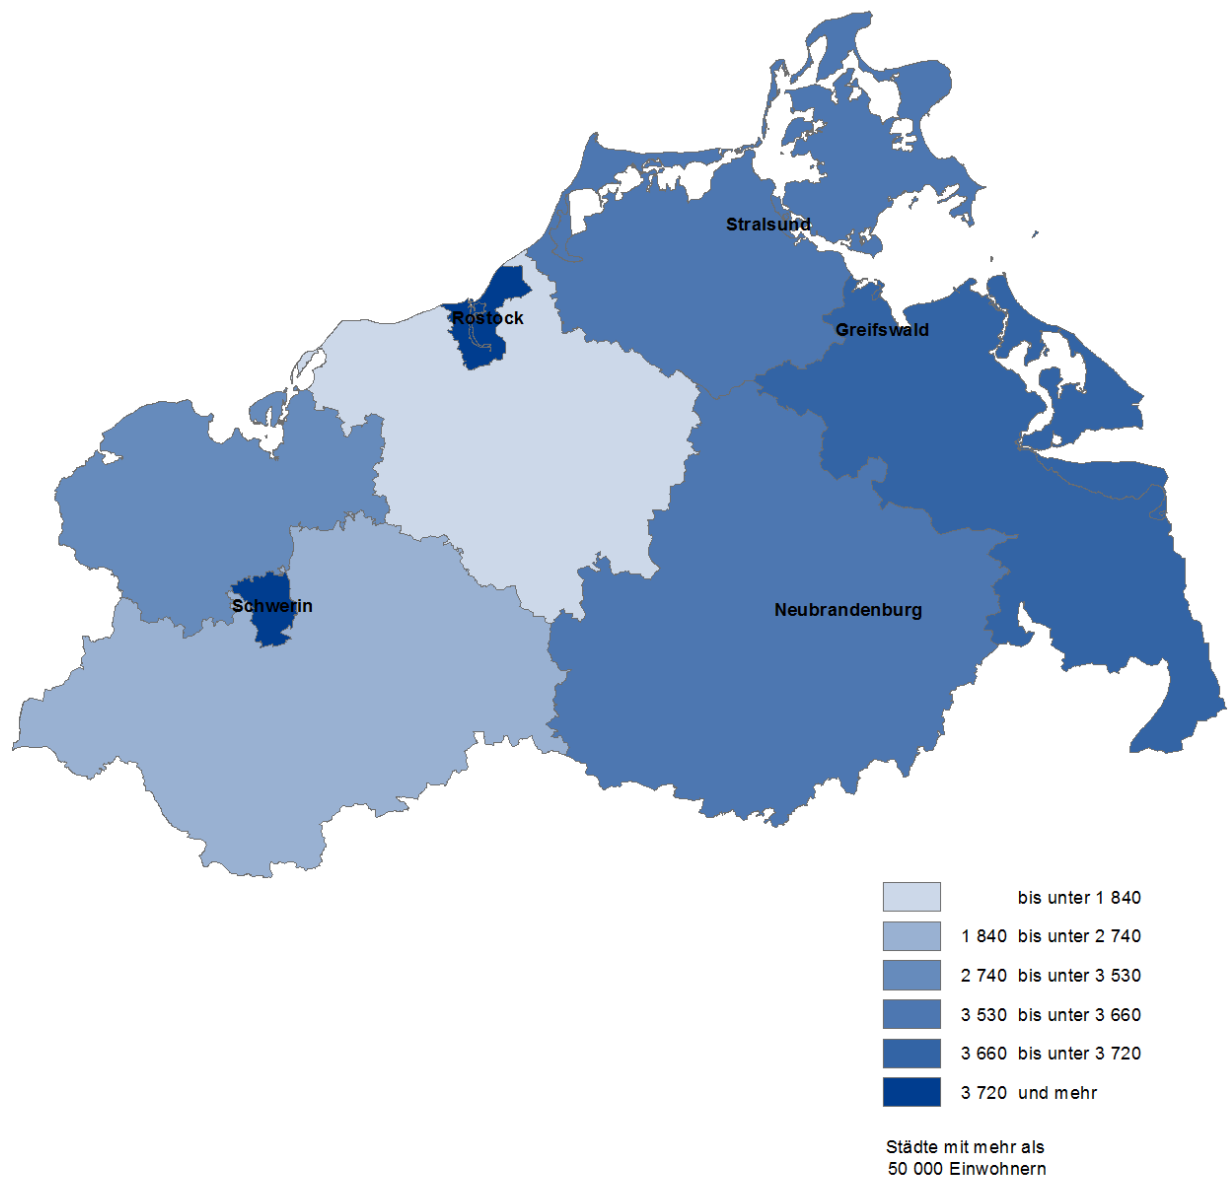 Stralsund
Rostock
Greifswald
Schwerin
Neubrandenburg
bis unter 1 840
1 840 bis unter 2 740
2 740 bis unter 3 530
3 530 bis unter 3 660
3 660 bis unter 3 720
3 720 und mehr
Städte mit mehr als
50 000 Einwohnern